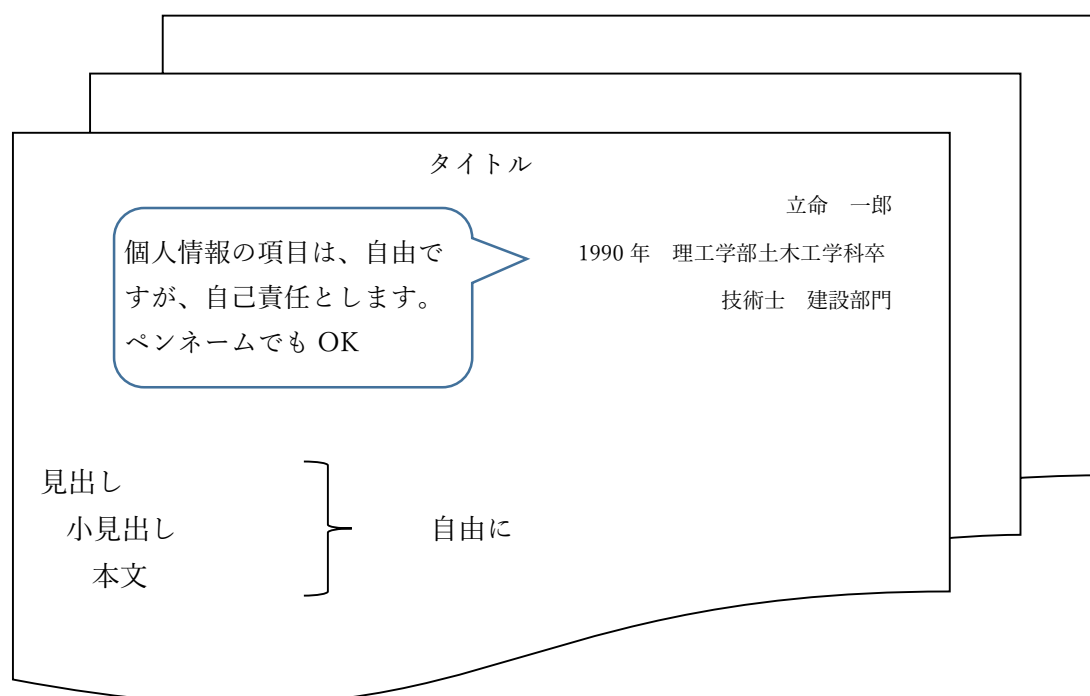 タイトル
立命　一郎
1990 年　理工学部土木工学科卒
技術士　建設部門
個人情報の項目は、自由で
すが、自己責任とします。
ペンネームでも OK
見出し
小見出し
本文
自由に